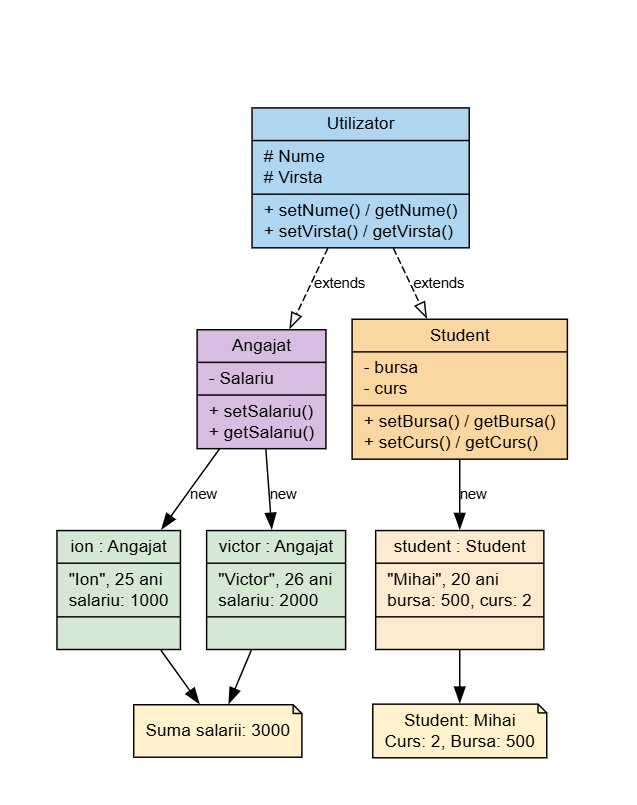 Utilizator
# Nume
# Virsta
+ setNume() / getNume()
+ setVirsta() / getVirsta()
extends
extends
Angajat
- Salariu
+ setSalariu()
+ getSalariu()
Student
- bursa
- curs
+ setBursa() / getBursa()
+ setCurs() / getCurs()
new
new
new
ion : Angajat
"Ion", 25 ani
salariu: 1000
victor : Angajat
"Victor", 26 ani
salariu: 2000
student : Student
"Mihai", 20 ani
bursa: 500, curs: 2
Suma salarii: 3000
Student: Mihai
Curs: 2, Bursa: 500